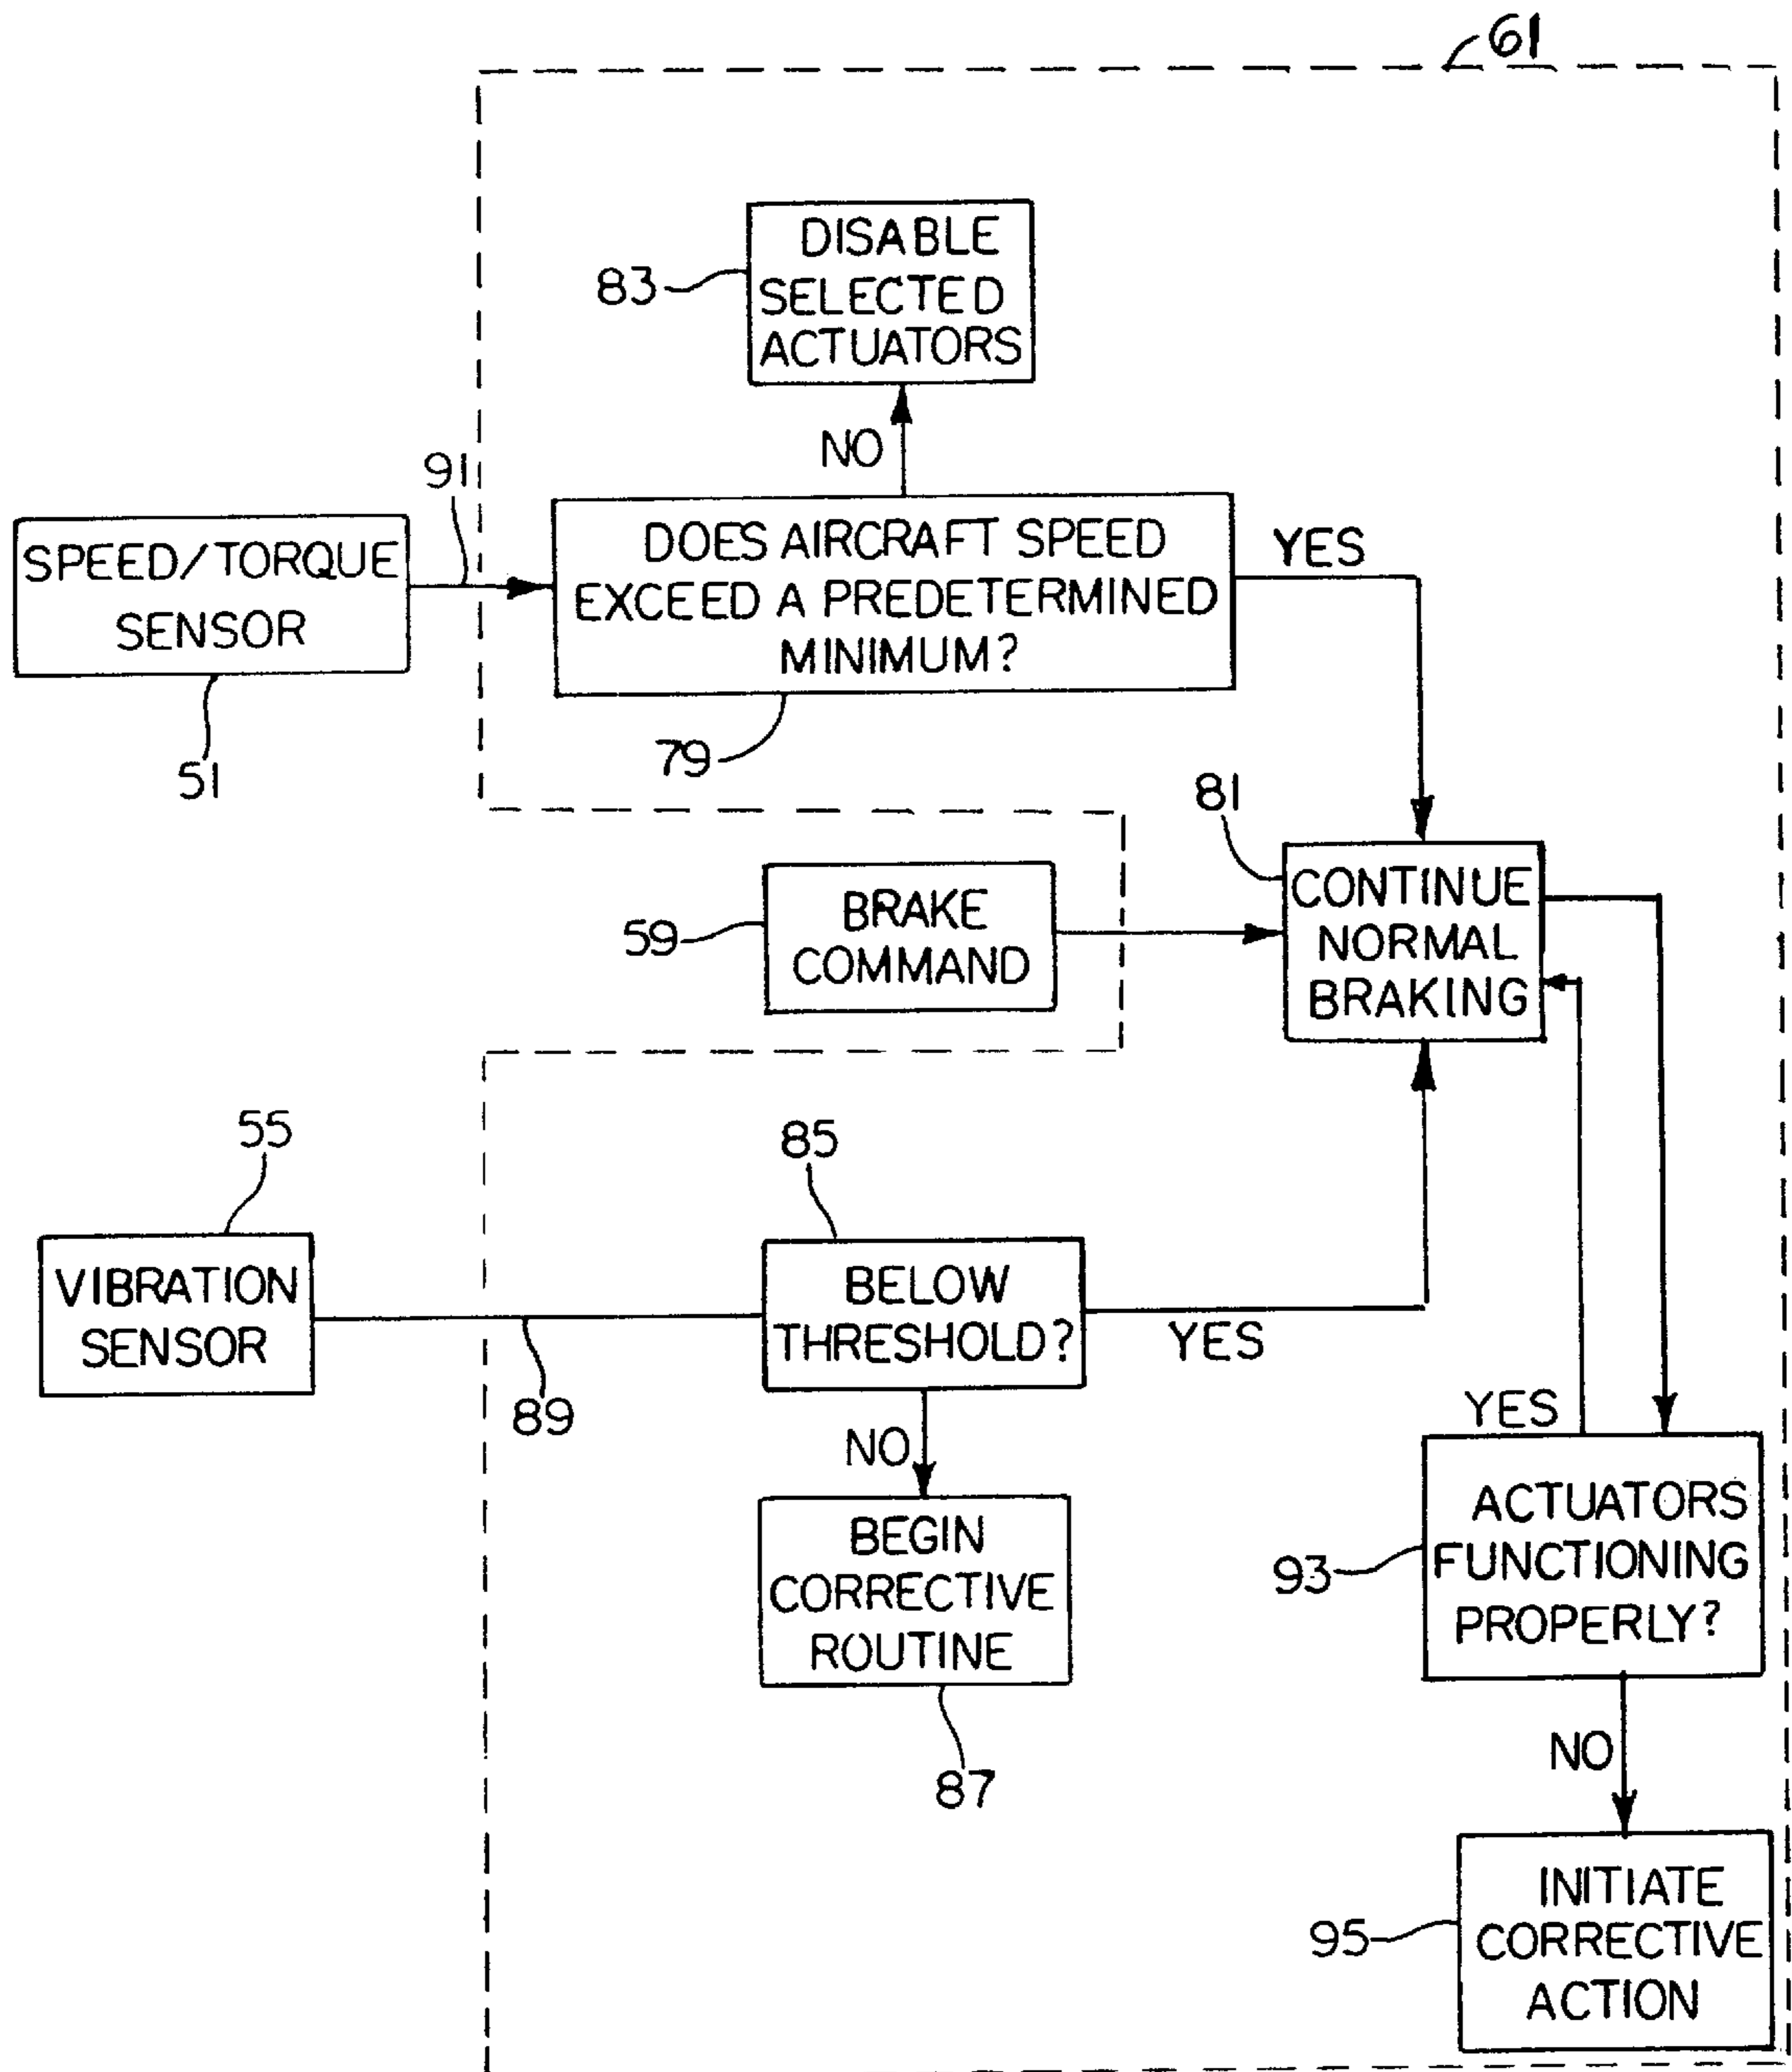 61
DISABLE
SELECTED
ACTUATORS
83
NO
91
SPEED/TORQUE
SENSOR
51
DOES AIRCRAFT SPEED
EXCEED A PREDETERMINED
MINIMUM?
79
YES
81
BRAKE
COMMAND
59
CONTINUE
NORMAL
BRAKING
55
VIBRATION
SENSOR
89
85
BELOW
THRESHOLD?
YES
NO
BEGIN
CORRECTIVE
ROUTINE
87
YES
ACTUATORS
FUNCTIONING
PROPERLY?
93
NO
INITIATE
CORRECTIVE
ACTION
95